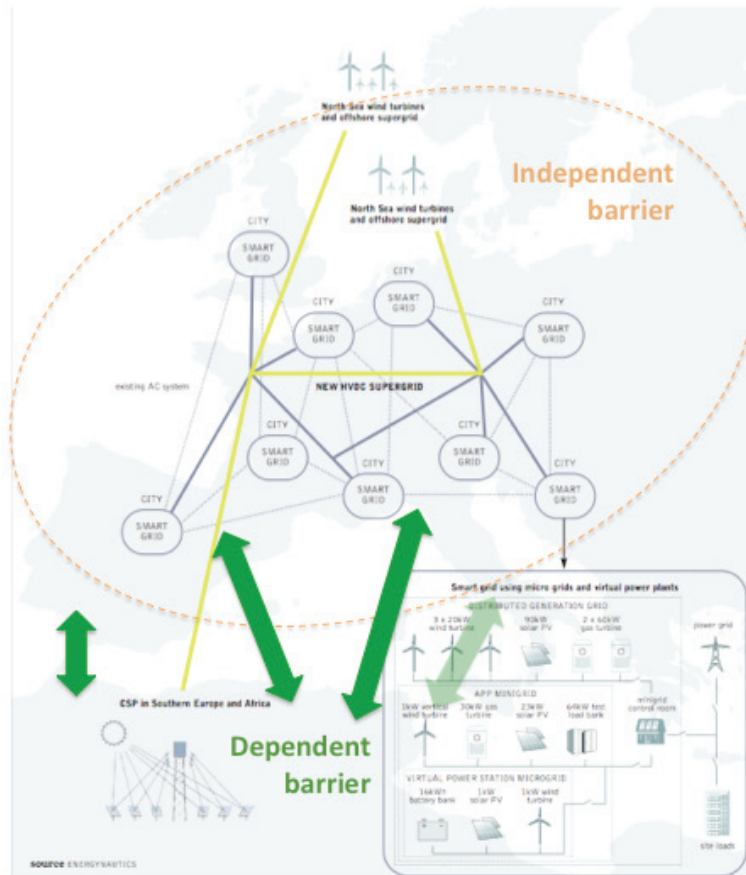 North Sea wind turbines
and offshore supergrid
Independent
barrier
North Sea wind turbines
and offshore supergrid
CITY
SMART
GRID
CITY
SMART
GRID
CITY
SMART
GRID
CITY
SMART
GRID
existing AC system
NEW HVDC SUPERGRID
CITY
SMART
GRID
CITY
SMART
GRID
CITY
SMART
GRID
CITY
SMART
GRID
CITY
SMART
GRID
Smart grid using micro grids and virtual power plants
DISTRIBUTED GENERATION GRID
3 x 20kW
wind turbine
90kW
solar PV
2 x 60kW
gas turbine
power grid
CSP in Southern Europe and Africa
APP MINIGRID
1kW vertical
wind turbine
30kW gas
turbine
23kW
solar PV
64kW test
load bank
minigrid
control room
Dependent
barrier
VIRTUAL POWER STATION MICROGRID
16kWh
battery bank
1kW
solar PV
1kW wind
turbine
site loads
source ENERGYNAUTICS